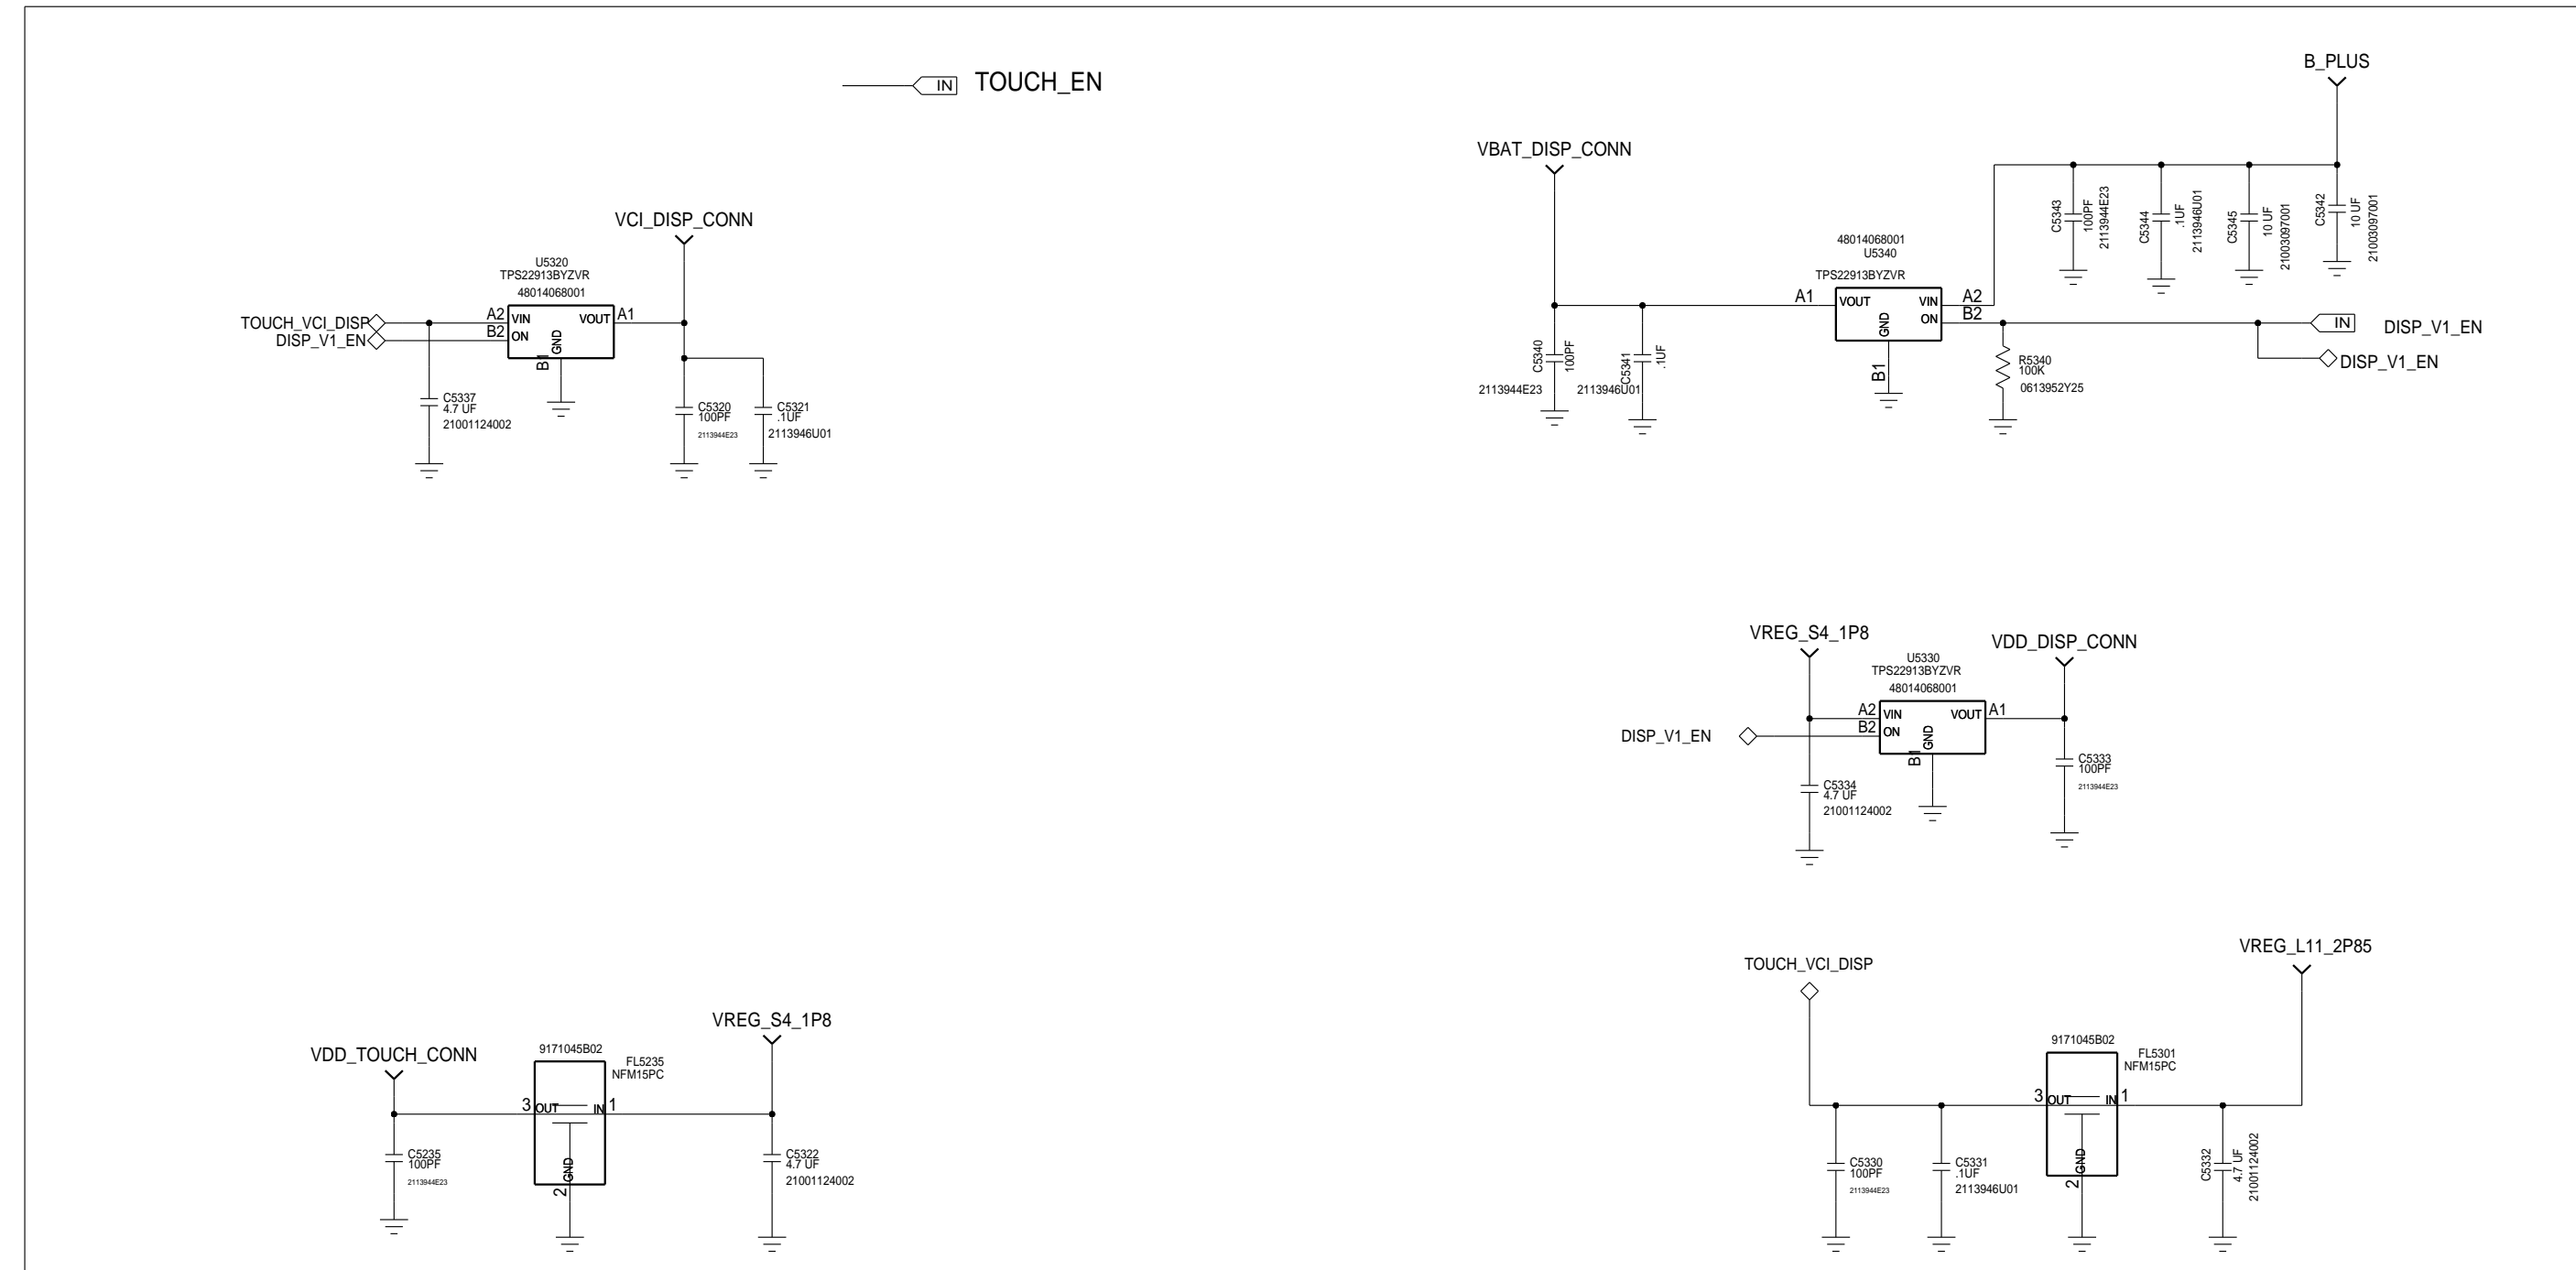 IN TOUCH_EN
B_PLUS
VBAT_DISP_CONN
C5343
100PF
2113944E23
C5344
.1UF
2113946U01
C5345
10 UF
21003097001
C5342
10 UF
21003097001
VCI_DISP_CONN
U5320
TPS22913BYZVR
48014068001
TOUCH_VCI_DISP
DISP_V1_EN
A2 VIN VOUT A1
B2 ON
GND
B1
C5337
4.7 UF
21001124002
C5320
100PF
2113944E23
C5321
.1UF
2113946U01
48014068001
U5340
TPS22913BYZVR
A1 VOUT VIN A2
ON B2
GND
B1
IN DISP_V1_EN
DISP_V1_EN
C5340
100PF
2113944E23
C5341
.1UF
2113946U01
R5340
100K
0613952Y25
VREG_S4_1P8
VDD_DISP_CONN
U5330
TPS22913BYZVR
48014068001
DISP_V1_EN
A2 VIN VOUT A1
B2 ON
GND
B1
C5334
4.7 UF
21001124002
C5333
100PF
2113944E23
VREG_S4_1P8
VDD_TOUCH_CONN
9171045B02
FL5235
NFM15PC
3 OUT IN 1
GND
2
C5235
100PF
2113944E23
C5322
4.7 UF
21001124002
VREG_L11_2P85
TOUCH_VCI_DISP
9171045B02
FL5301
NFM15PC
3 OUT IN 1
GND
2
C5330
100PF
2113944E23
C5331
.1UF
2113946U01
C5332
4.7 UF
21001124002